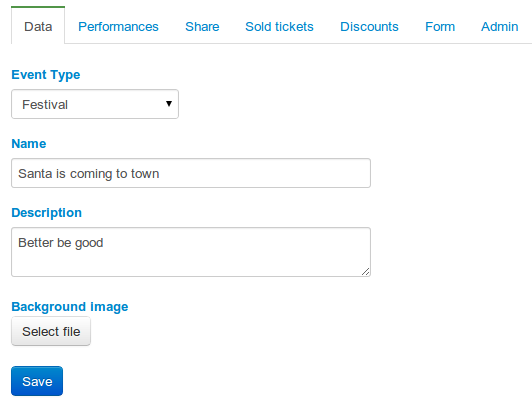 Data Performances Share Sold tickets Discounts Form Admin
Event Type
Festival
Name
Santa is coming to town
Description
Better be good
Background image
Select file
Save